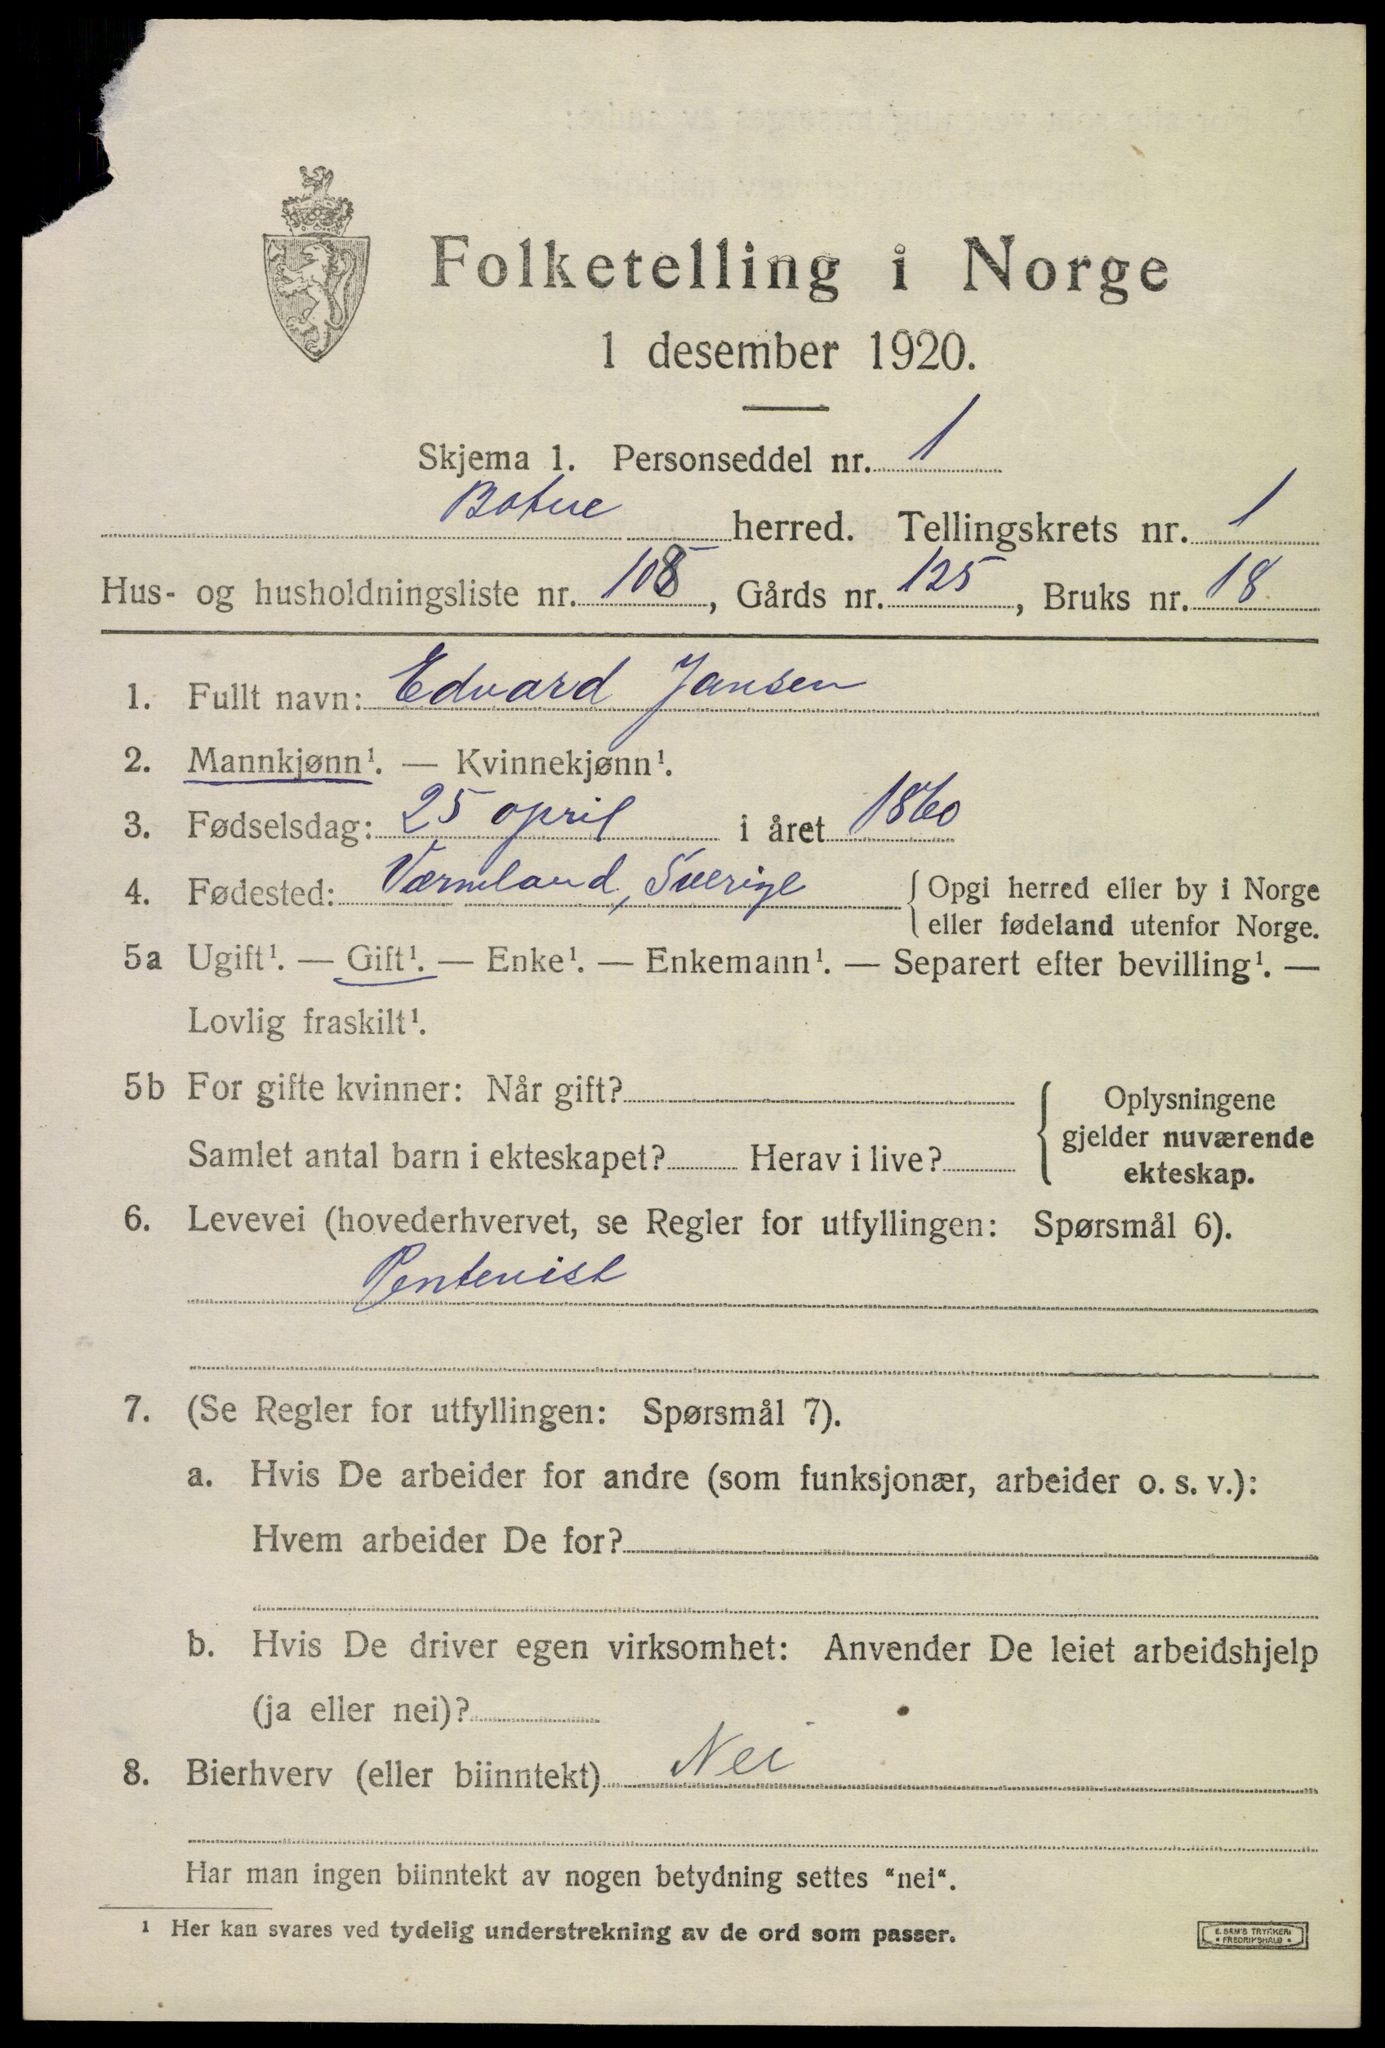 Folketelling i Norge
1 desember 1920.
Skjema 1. Personseddel nr. 1
Botne herred. Tellingskrets nr. 1
Hus- og husholdningsliste nr. 108, Gårds nr. 125, Bruks nr. 18
1. Fullt navn: Edvard Jansen
2. Mannkjønn¹. — Kvinnekjønn¹.
3. Fødselsdag: 25 april i året 1860
4. Fødested: Værmland, Sverige { Opgi herred eller by i Norge
eller fødeland utenfor Norge.
5a Ugift¹. — Gift¹. — Enke¹. — Enkemann¹. — Separert efter bevilling¹. —
Lovlig fraskilt¹.
5b For gifte kvinner: Når gift? { Oplysningene
gjelder nuværende
Samlet antal barn i ekteskapet? Herav i live?
ekteskap.
6. Levevei (hovederhvervet, se Regler for utfyllingen: Spørsmål 6).
7. (Se Regler for utfyllingen: Spørsmål 7).
a. Hvis De arbeider for andre (som funksjonær, arbeider o. s. v.):
Hvem arbeider De for?
b. Hvis De driver egen virksomhet: Anvender De leiet arbeidshjelp
(ja eller nei)?
8. Bierhverv (eller biinntekt) Nei
Har man ingen biinntekt av nogen betydning settes "nei".
¹ Her kan svares ved tydelig understrekning av de ord som passer.
E. SEM'S TRYKKERI
• FREDRIKSHALD •